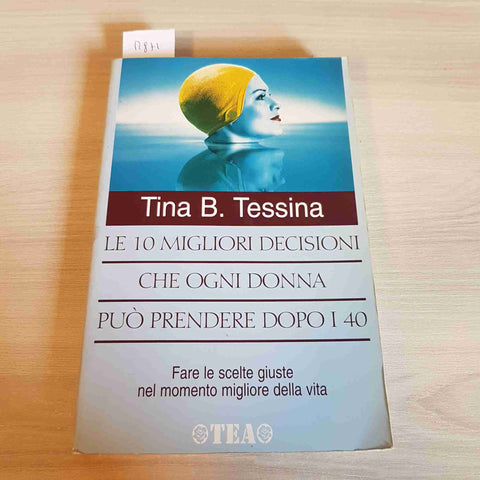 Tina B. Tessina
LE 10 MIGLIORI DECISIONI
CHE OGNI DONNA
PUÒ PRENDERE DOPO I 40
Fare le scelte giuste
nel momento migliore della vita
TEA